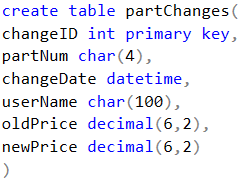 create table partChanges(
changeID int primary key,
partNum char(4),
changeDate datetime,
userName char(100),
oldPrice decimal(6,2),
newPrice decimal(6,2)
)